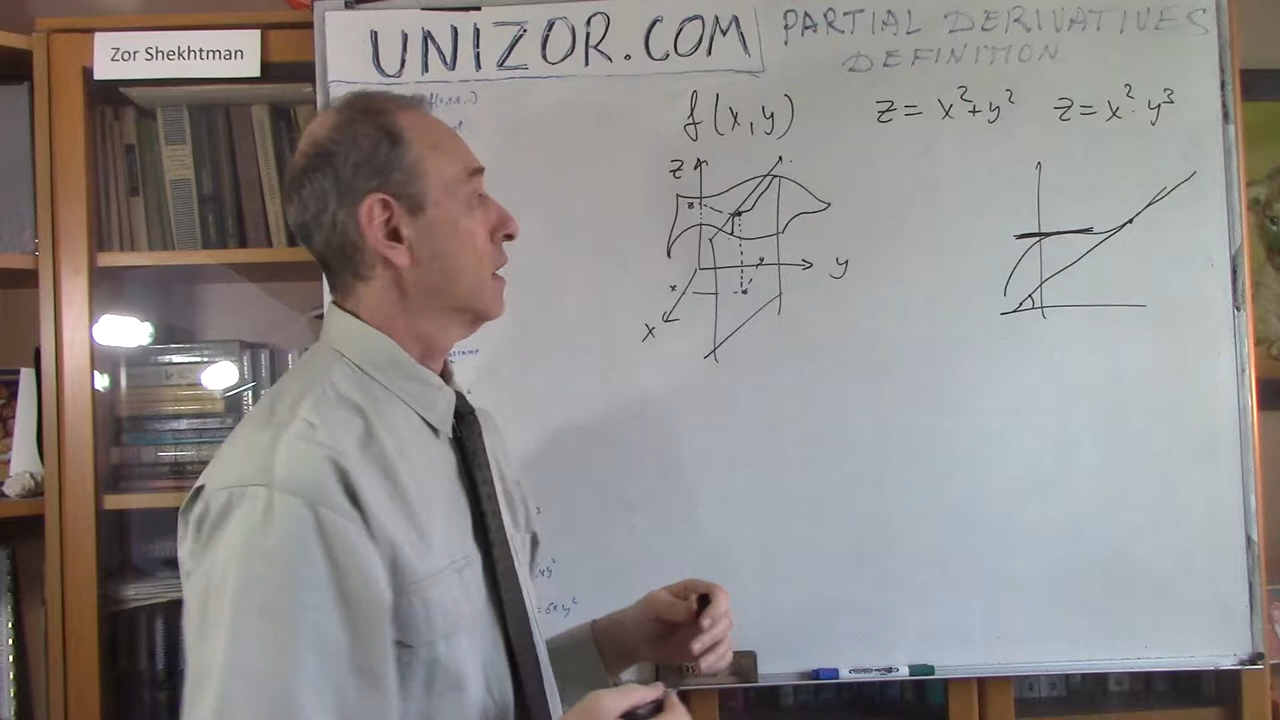 Zor Shekhtman
UNIZOR.COM
PARTIAL DERIVATIVES
DEFINITION
f(x,y)
z=x²+y²
z=x²·y³
z
z
y
x
x
y